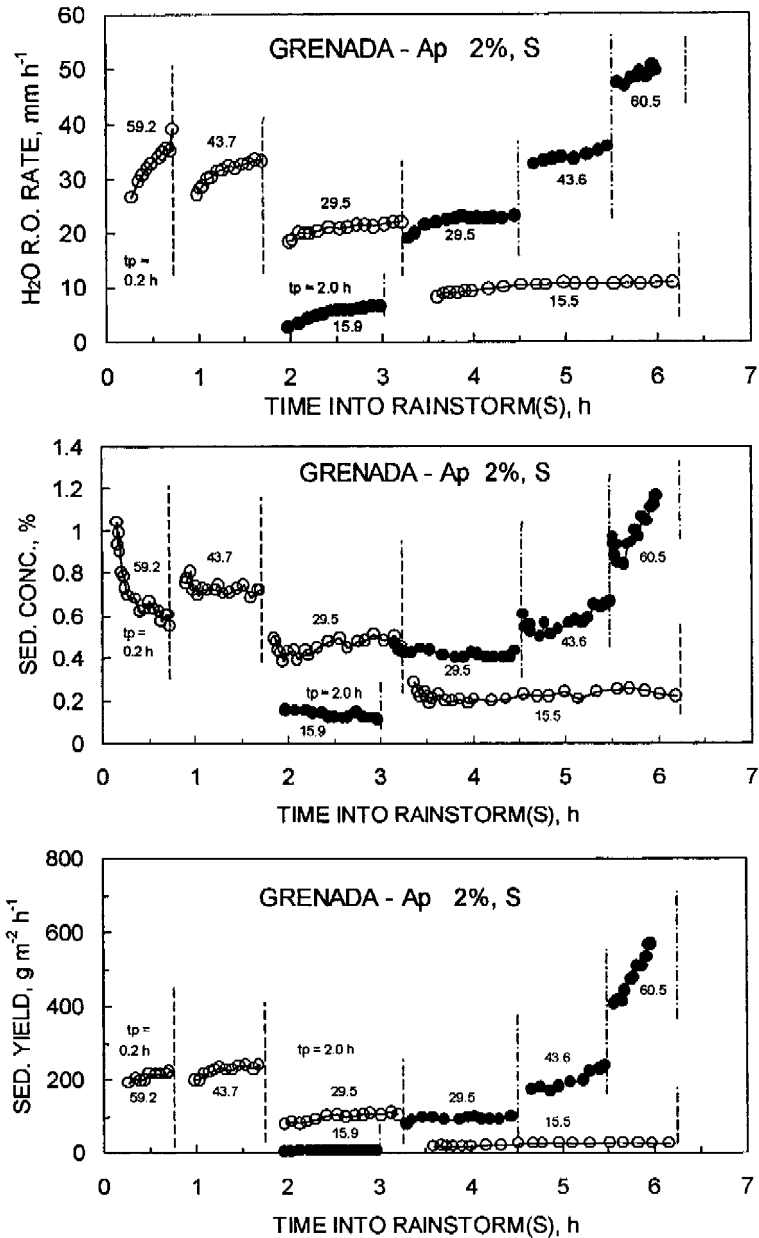 GRENADA - Ap 2%, S
H2O R.O. RATE, mm h-1
60
50
40
30
20
10
0
59.2
43.7
29.5
29.5
43.6
60.5
tp =
0.2 h
tp = 2.0 h
15.9
15.5
0 1 2 3 4 5 6 7
TIME INTO RAINSTORM(S), h
GRENADA - Ap 2%, S
SED. CONC., %
1.4
1.2
1
0.8
0.6
0.4
0.2
0
59.2
43.7
29.5
29.5
43.6
60.5
tp =
0.2 h
tp = 2.0 h
15.9
15.5
0 1 2 3 4 5 6 7
TIME INTO RAINSTORM(S), h
GRENADA - Ap 2%, S
SED. YIELD, g m-2 h-1
800
600
400
200
0
tp =
0.2 h
59.2
43.7
tp = 2.0 h
29.5
29.5
43.6
60.5
15.9
15.5
0 1 2 3 4 5 6 7
TIME INTO RAINSTORM(S), h